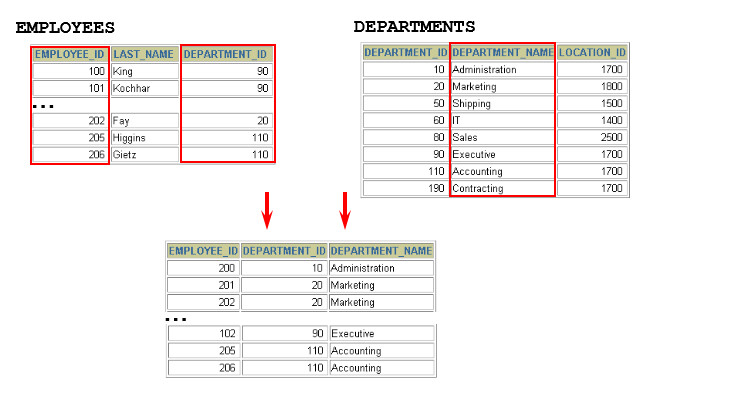 EMPLOYEES
EMPLOYEE_ID LAST_NAME DEPARTMENT_ID
100 King 90
101 Kochhar 90
...
202 Fay 20
205 Higgins 110
206 Gietz 110
DEPARTMENTS
DEPARTMENT_ID DEPARTMENT_NAME LOCATION_ID
10 Administration 1700
20 Marketing 1800
50 Shipping 1500
60 IT 1400
80 Sales 2500
90 Executive 1700
110 Accounting 1700
190 Contracting 1700
EMPLOYEE_ID DEPARTMENT_ID DEPARTMENT_NAME
200 10 Administration
201 20 Marketing
202 20 Marketing
...
102 90 Executive
205 110 Accounting
206 110 Accounting